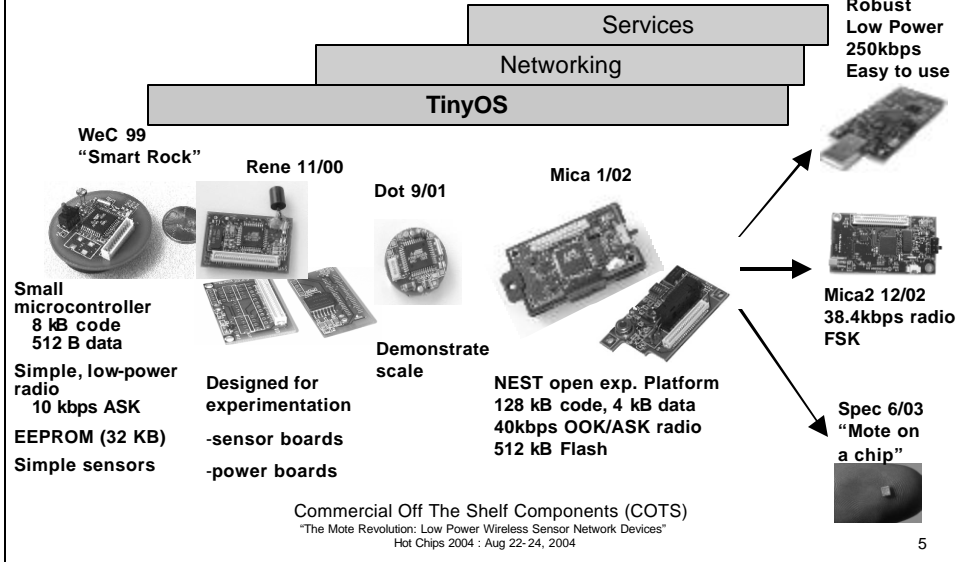 Services
Networking
TinyOS
Robust
Low Power
250kbps
Easy to use
WeC 99
“Smart Rock”
Rene 11/00
Dot 9/01
Mica 1/02
Small
microcontroller
8 kB code
512 B data
Simple, low-power
radio
10 kbps ASK
EEPROM (32 KB)
Simple sensors
Designed for
experimentation
-sensor boards
-power boards
Demonstrate
scale
NEST open exp. Platform
128 kB code, 4 kB data
40kbps OOK/ASK radio
512 kB Flash
Mica2 12/02
38.4kbps radio
FSK
Spec 6/03
“Mote on
a chip”
Commercial Off The Shelf Components (COTS)
“The Mote Revolution: Low Power Wireless Sensor Network Devices”
Hot Chips 2004 : Aug 22-24, 2004
5